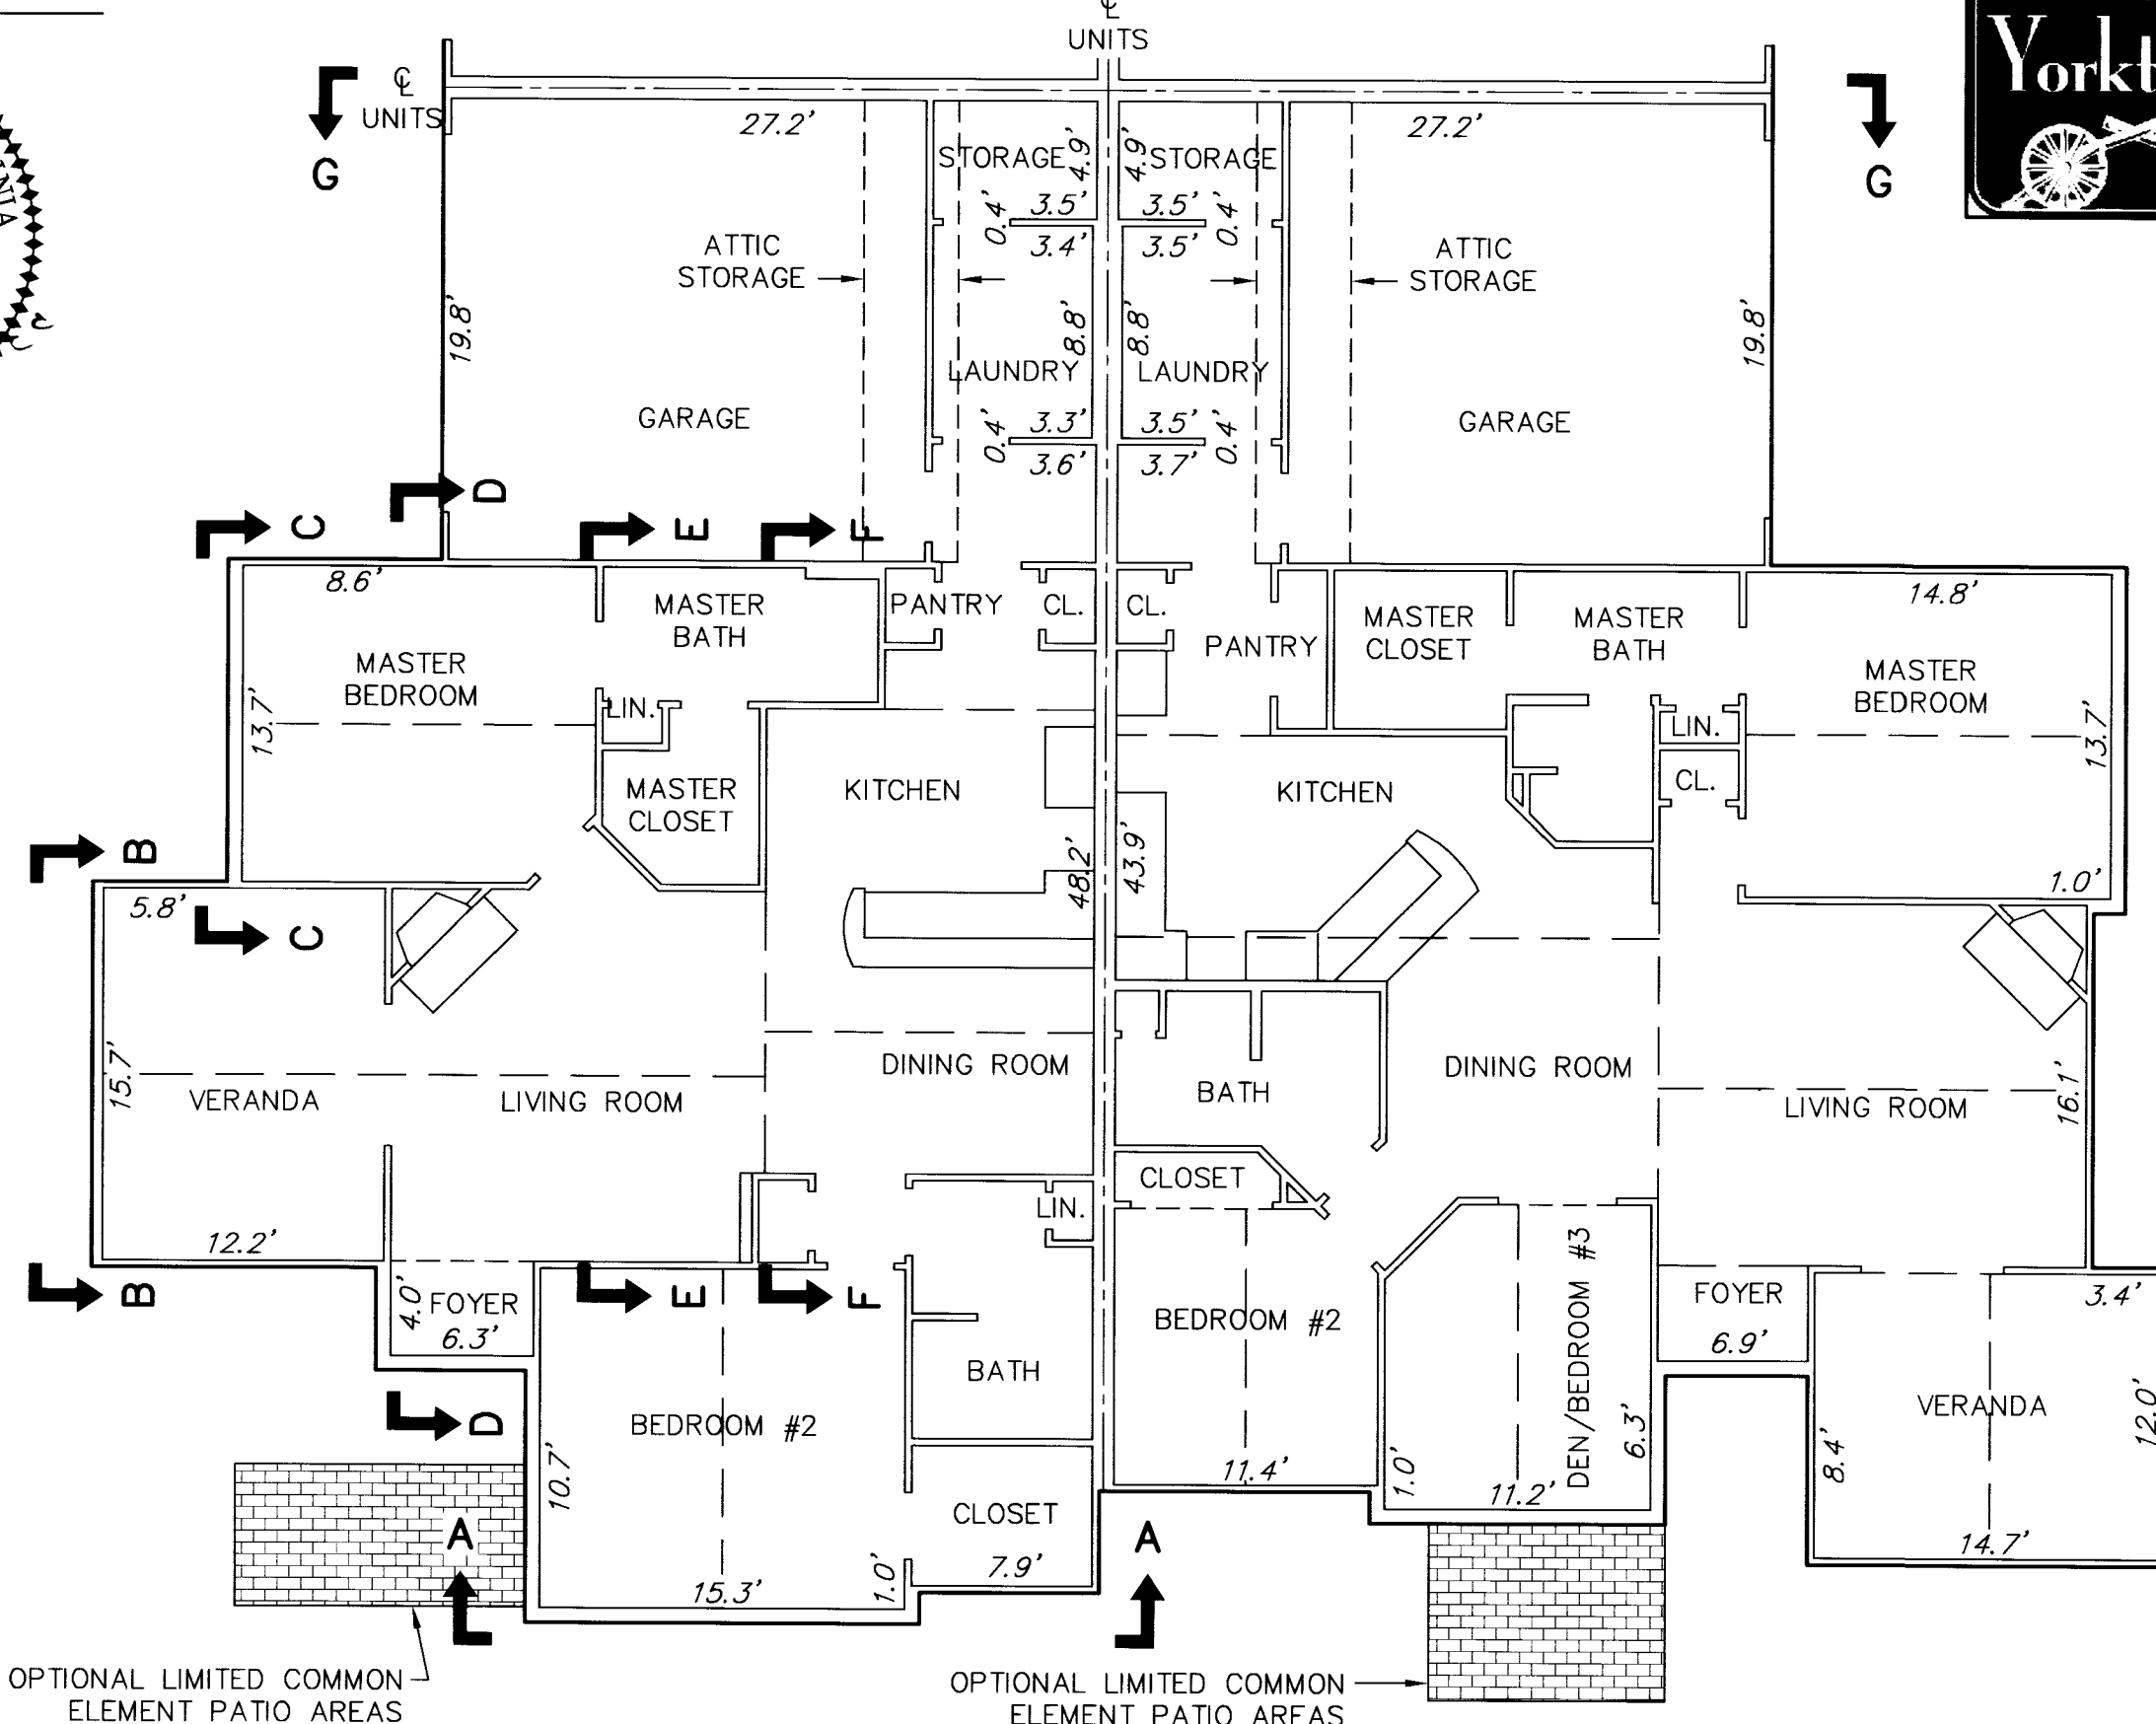 ℄
UNITS
℄
UNITS
G
27.2'
STORAGE
4.9'
4.9'
STORAGE
27.2'
G
0.4'
3.5'
3.5'
0.4'
3.4'
3.5'
ATTIC
STORAGE
ATTIC
STORAGE
19.8'
8.8'
8.8'
19.8'
LAUNDRY
LAUNDRY
GARAGE
GARAGE
0.4'
3.3'
3.5'
0.4'
3.6'
3.7'
C
D
E
F
8.6'
MASTER
BATH
PANTRY
CL.
CL.
PANTRY
MASTER
CLOSET
MASTER
BATH
14.8'
MASTER
BEDROOM
MASTER
BEDROOM
13.7'
LIN.
LIN.
13.7'
MASTER
CLOSET
KITCHEN
KITCHEN
CL.
B
48.2'
43.9'
1.0'
5.8'
C
15.7'
VERANDA
LIVING ROOM
DINING ROOM
BATH
DINING ROOM
LIVING ROOM
16.1'
CLOSET
LIN.
12.2'
B
4.0'
FOYER
6.3'
E
F
BEDROOM #2
DEN/BEDROOM #3
FOYER
6.9'
3.4'
BATH
D
BEDROOM #2
10.7'
11.4'
1.0'
11.2'
6.3'
8.4'
VERANDA
12.0'
14.7'
A
CLOSET
7.9'
15.3'
1.0'
A
OPTIONAL LIMITED COMMON
ELEMENT PATIO AREAS
OPTIONAL LIMITED COMMON
ELEMENT PATIO AREAS
Yorkt